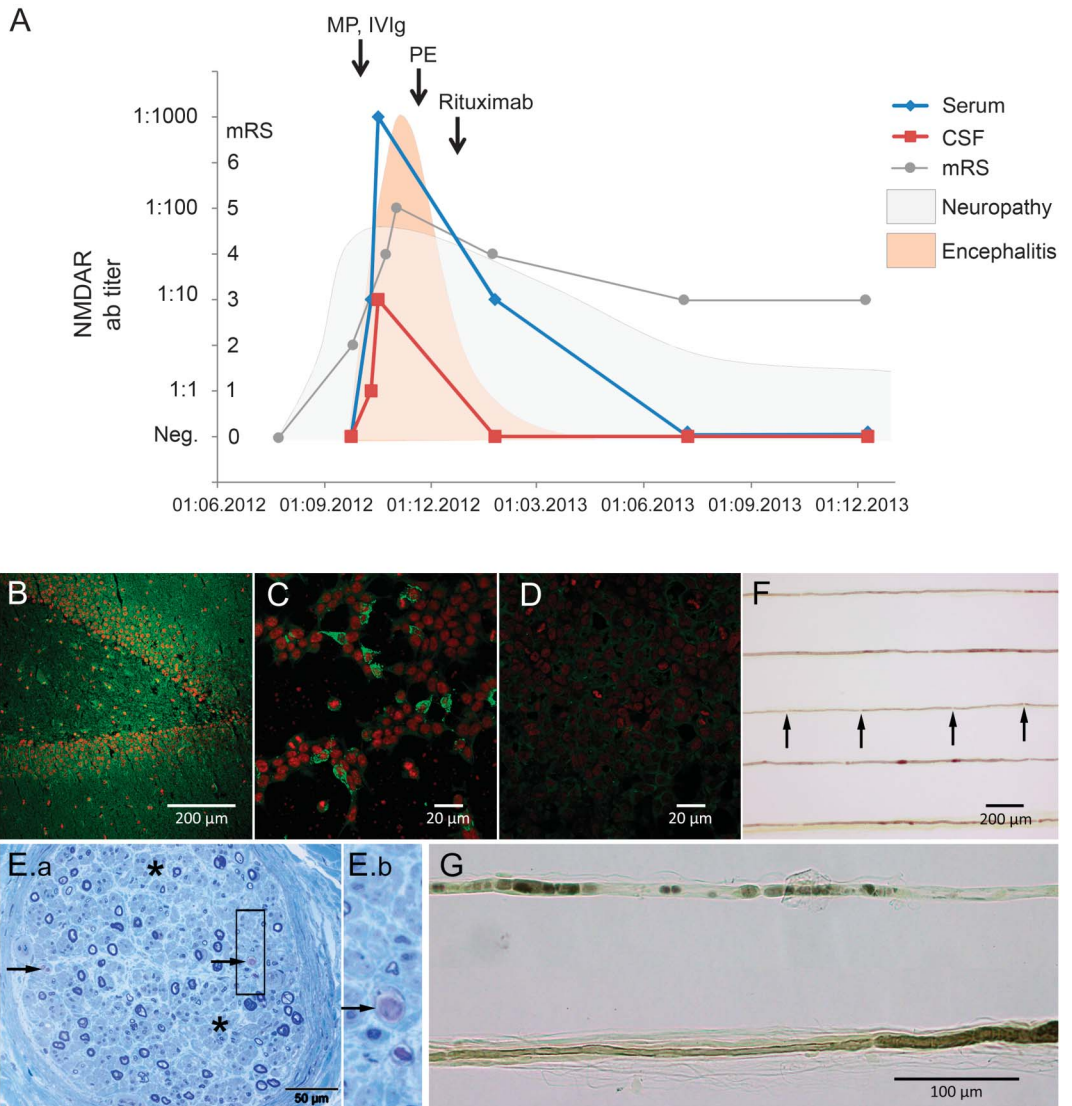 A
MP, IVIg
PE
Rituximab
1:1000
mRS
6
1:100
5
4
1:10
3
2
1:1
1
Neg.
0
NMDAR
ab titer
01:06.2012
01:09.2012
01:12.2012
01:03.2013
01:06.2013
01:09.2013
01:12.2013
Serum
CSF
mRS
Neuropathy
Encephalitis
B
200 µm
C
20 µm
D
20 µm
F
200 µm
E.a
*
*
50 µm
E.b
G
100 µm